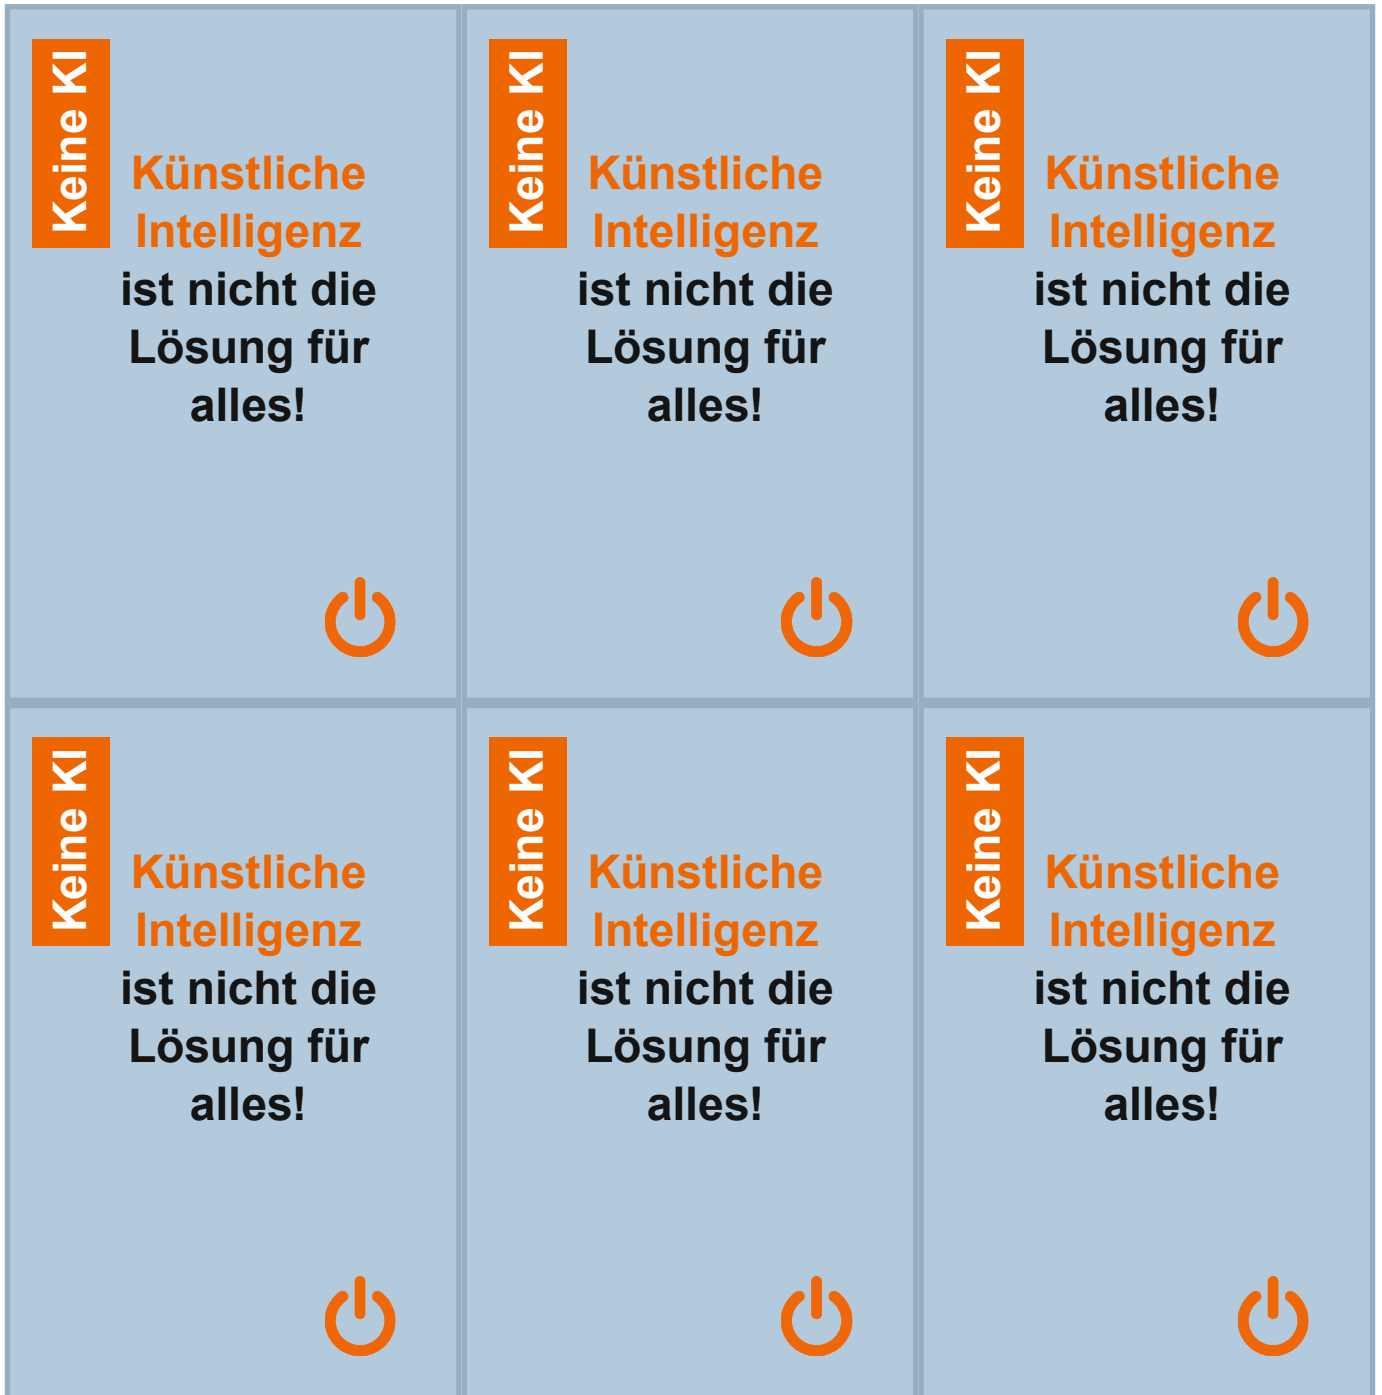 Keine KI
Künstliche
Intelligenz
ist nicht die
Lösung für
alles!
Keine KI
Künstliche
Intelligenz
ist nicht die
Lösung für
alles!
Keine KI
Künstliche
Intelligenz
ist nicht die
Lösung für
alles!
Keine KI
Künstliche
Intelligenz
ist nicht die
Lösung für
alles!
Keine KI
Künstliche
Intelligenz
ist nicht die
Lösung für
alles!
Keine KI
Künstliche
Intelligenz
ist nicht die
Lösung für
alles!